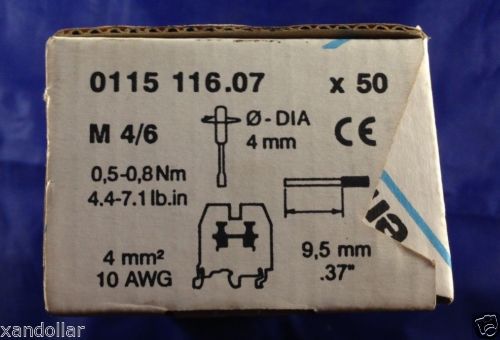 0115 116.07 x 50
M 4/6
Ø - DIA
4 mm
CE
0,5-0,8 Nm
4.4-7.1 lb.in
4 mm²
10 AWG
9,5 mm
.37"
xandollar